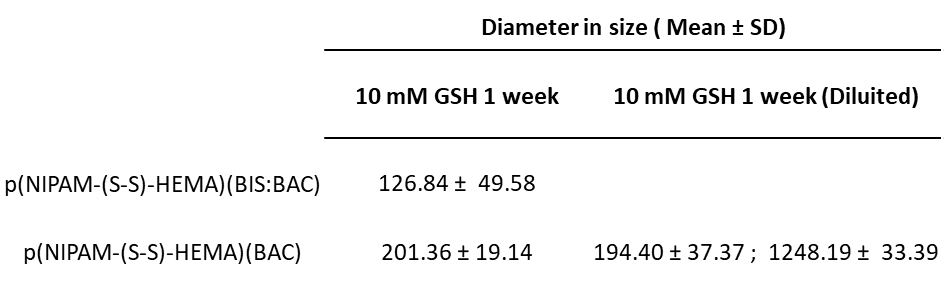 Diameter in size ( Mean ± SD)
10 mM GSH 1 week 10 mM GSH 1 week (Diluited)
p(NIPAM-(S-S)-HEMA)(BIS:BAC) 126.84 ± 49.58
p(NIPAM-(S-S)-HEMA)(BAC) 201.36 ± 19.14 194.40 ± 37.37 ; 1248.19 ± 33.39